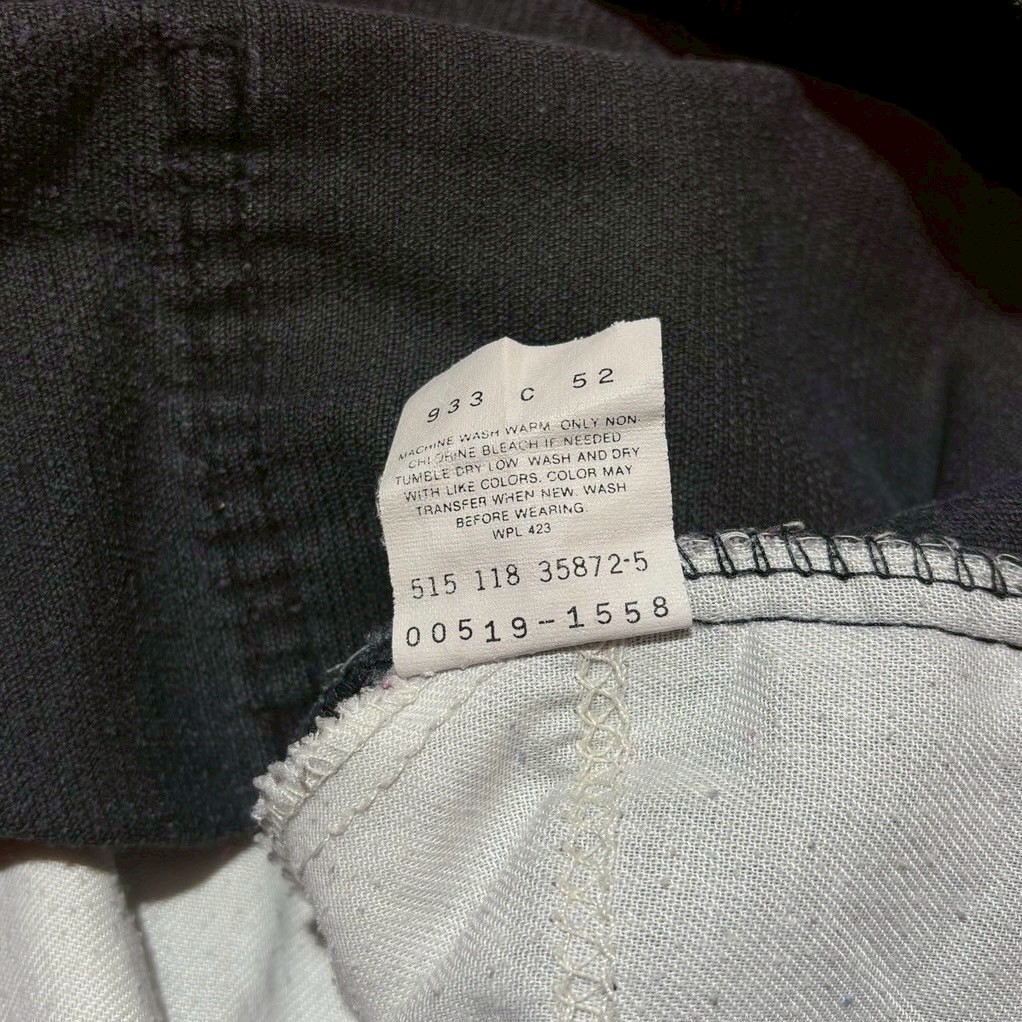 933 C 52
MACHINE WASH WARM ONLY NON-
CHLORINE BLEACH IF NEEDED
TUMBLE DRY LOW WASH AND DRY
WITH LIKE COLORS. COLOR MAY
TRANSFER WHEN NEW. WASH
BEFORE WEARING.
WPL 423
515 118 35872-5
00519-1558